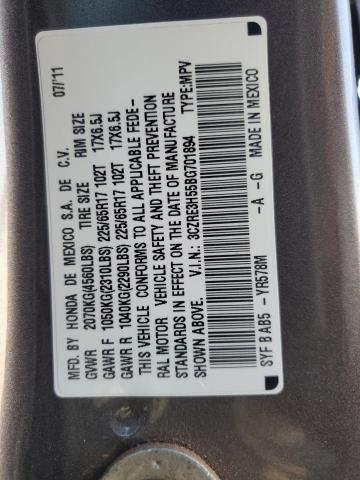 MFD. BY HONDA DE MEXICO S.A. DE C.V. 07/'11
GVWR 2070KG(4560LBS) TIRE SIZE RIM SIZE
GAWR F 1050KG(2310LBS) 225/65R17 102T 17X6.5J
GAWR R 1040KG(2290LBS) 225/65R17 102T 17X6.5J
THIS VEHICLE CONFORMS TO ALL APPLICABLE FEDE-
RAL MOTOR VEHICLE SAFETY AND THEFT PREVENTION
STANDARDS IN EFFECT ON THE DATE OF MANUFACTURE
SHOWN ABOVE. V.I.N.: 3CZRE3H55BG701894 TYPE:MPV
SYF B AB5 -YR578M -A -G MADE IN MEXICO